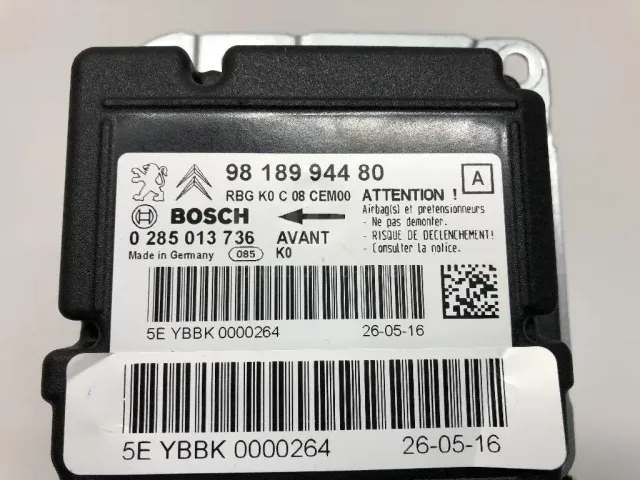 98 189 944 80
A
RBG K0 C 08 CEM00
ATTENTION !
Airbag(s) et pretensionneurs
- Ne pas demonter.
- RISQUE DE DECLENCHEMENT!
- Consulter la notice.
BOSCH
0 285 013 736
AVANT
Made in Germany
085
K0
5E YBBK 0000264
26-05-16
5E YBBK 0000264
26-05-16